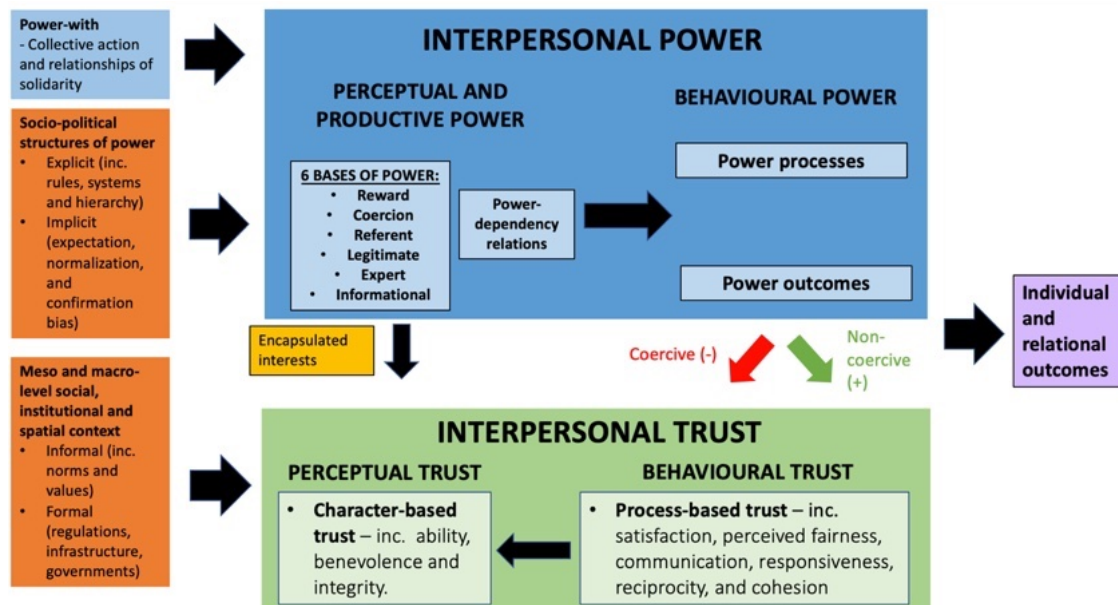 Power-with
- Collective action
and relationships of
solidarity
Socio-political
structures of power
• Explicit (inc.
rules, systems
and hierarchy)
• Implicit
(expectation,
normalization,
and
confirmation
bias)
Meso and macro-
level social,
institutional and
spatial context
• Informal (inc.
norms and
values)
• Formal
(regulations,
infrastructure,
governments)
INTERPERSONAL POWER
PERCEPTUAL AND
PRODUCTIVE POWER
6 BASES OF POWER:
• Reward
• Coercion
• Referent
• Legitimate
• Expert
• Informational
Power-
dependency
relations
BEHAVIOURAL POWER
Power processes
Power outcomes
Encapsulated
interests
Coercive (-)
Non-
coercive
(+)
INTERPERSONAL TRUST
PERCEPTUAL TRUST
• Character-based
trust – inc. ability,
benevolence and
integrity.
BEHAVIOURAL TRUST
• Process-based trust – inc.
satisfaction, perceived fairness,
communication, responsiveness,
reciprocity, and cohesion
Individual
and
relational
outcomes